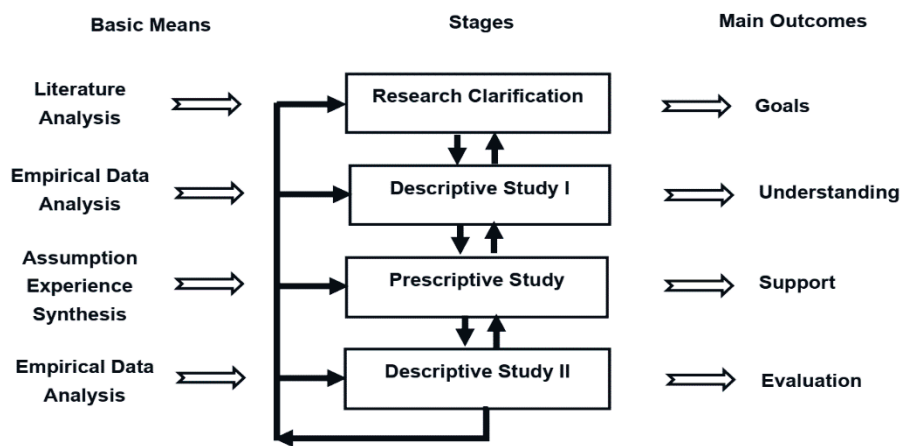 Basic Means
Stages
Main Outcomes
Literature
Analysis
Research Clarification
Goals
Empirical Data
Analysis
Descriptive Study I
Understanding
Assumption
Experience
Synthesis
Prescriptive Study
Support
Empirical Data
Analysis
Descriptive Study II
Evaluation